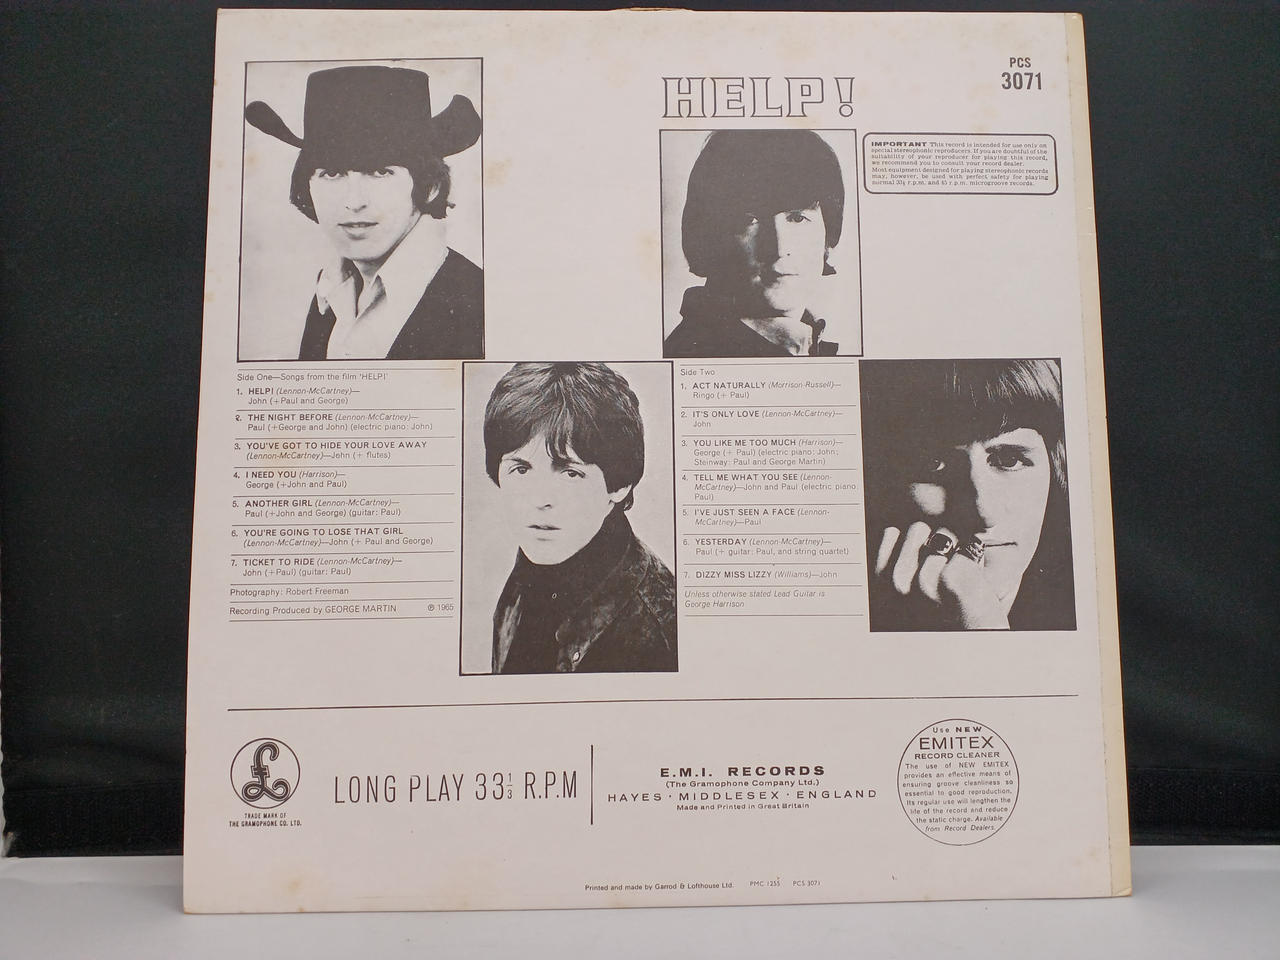 HELP!
PCS
3071
IMPORTANT This record is intended for use only on
special stereophonic reproducers. If you are doubtful of the
suitability of your reproducer for playing this record,
we recommend you to consult your record dealer.
Most equipment designed for playing stereophonic records
may, however, be used with perfect safety for playing
normal 33⅓ r.p.m. and 45 r.p.m. microgroove records.
Side One—Songs from the film 'HELP!'
1. HELP! (Lennon-McCartney)—
John (+Paul and George)
2. THE NIGHT BEFORE (Lennon-McCartney)—
Paul (+George and John) (electric piano: John)
3. YOU'VE GOT TO HIDE YOUR LOVE AWAY
(Lennon-McCartney)—John (+ flutes)
4. I NEED YOU (Harrison)—
George (+John and Paul)
5. ANOTHER GIRL (Lennon-McCartney)—
Paul (+John and George) (guitar: Paul)
6. YOU'RE GOING TO LOSE THAT GIRL
(Lennon-McCartney)—John (+ Paul and George)
7. TICKET TO RIDE (Lennon-McCartney)—
John (+Paul) (guitar: Paul)
Photography: Robert Freeman
Recording Produced by GEORGE MARTIN ℗ 1965
Side Two
1. ACT NATURALLY (Morrison-Russell)—
Ringo (+ Paul)
2. IT'S ONLY LOVE (Lennon-McCartney)—
John
3. YOU LIKE ME TOO MUCH (Harrison)—
George (+ Paul) (electric piano: John;
Steinway: Paul and George Martin)
4. TELL ME WHAT YOU SEE (Lennon-
McCartney)—John and Paul (electric piano:
Paul)
5. I'VE JUST SEEN A FACE (Lennon-
McCartney)—Paul
6. YESTERDAY (Lennon-McCartney)—
Paul (+ guitar: Paul, and string quartet)
7. DIZZY MISS LIZZY (Williams)—John
Unless otherwise stated Lead Guitar is
George Harrison
£
TRADE MARK OF
THE GRAMOPHONE CO. LTD.
LONG PLAY 33⅓ R.P.M
E.M.I. RECORDS
(The Gramophone Company Ltd.)
HAYES · MIDDLESEX · ENGLAND
Made and Printed in Great Britain
Use NEW
EMITEX
RECORD CLEANER
The use of NEW EMITEX
provides an effective means of
ensuring groove cleanliness so
essential to good reproduction.
Its regular use will lengthen the
life of the record and reduce
the static charge. Available
from Record Dealers.
Printed and made by Garrod & Lofthouse Ltd. PMC 1255 PCS 3071